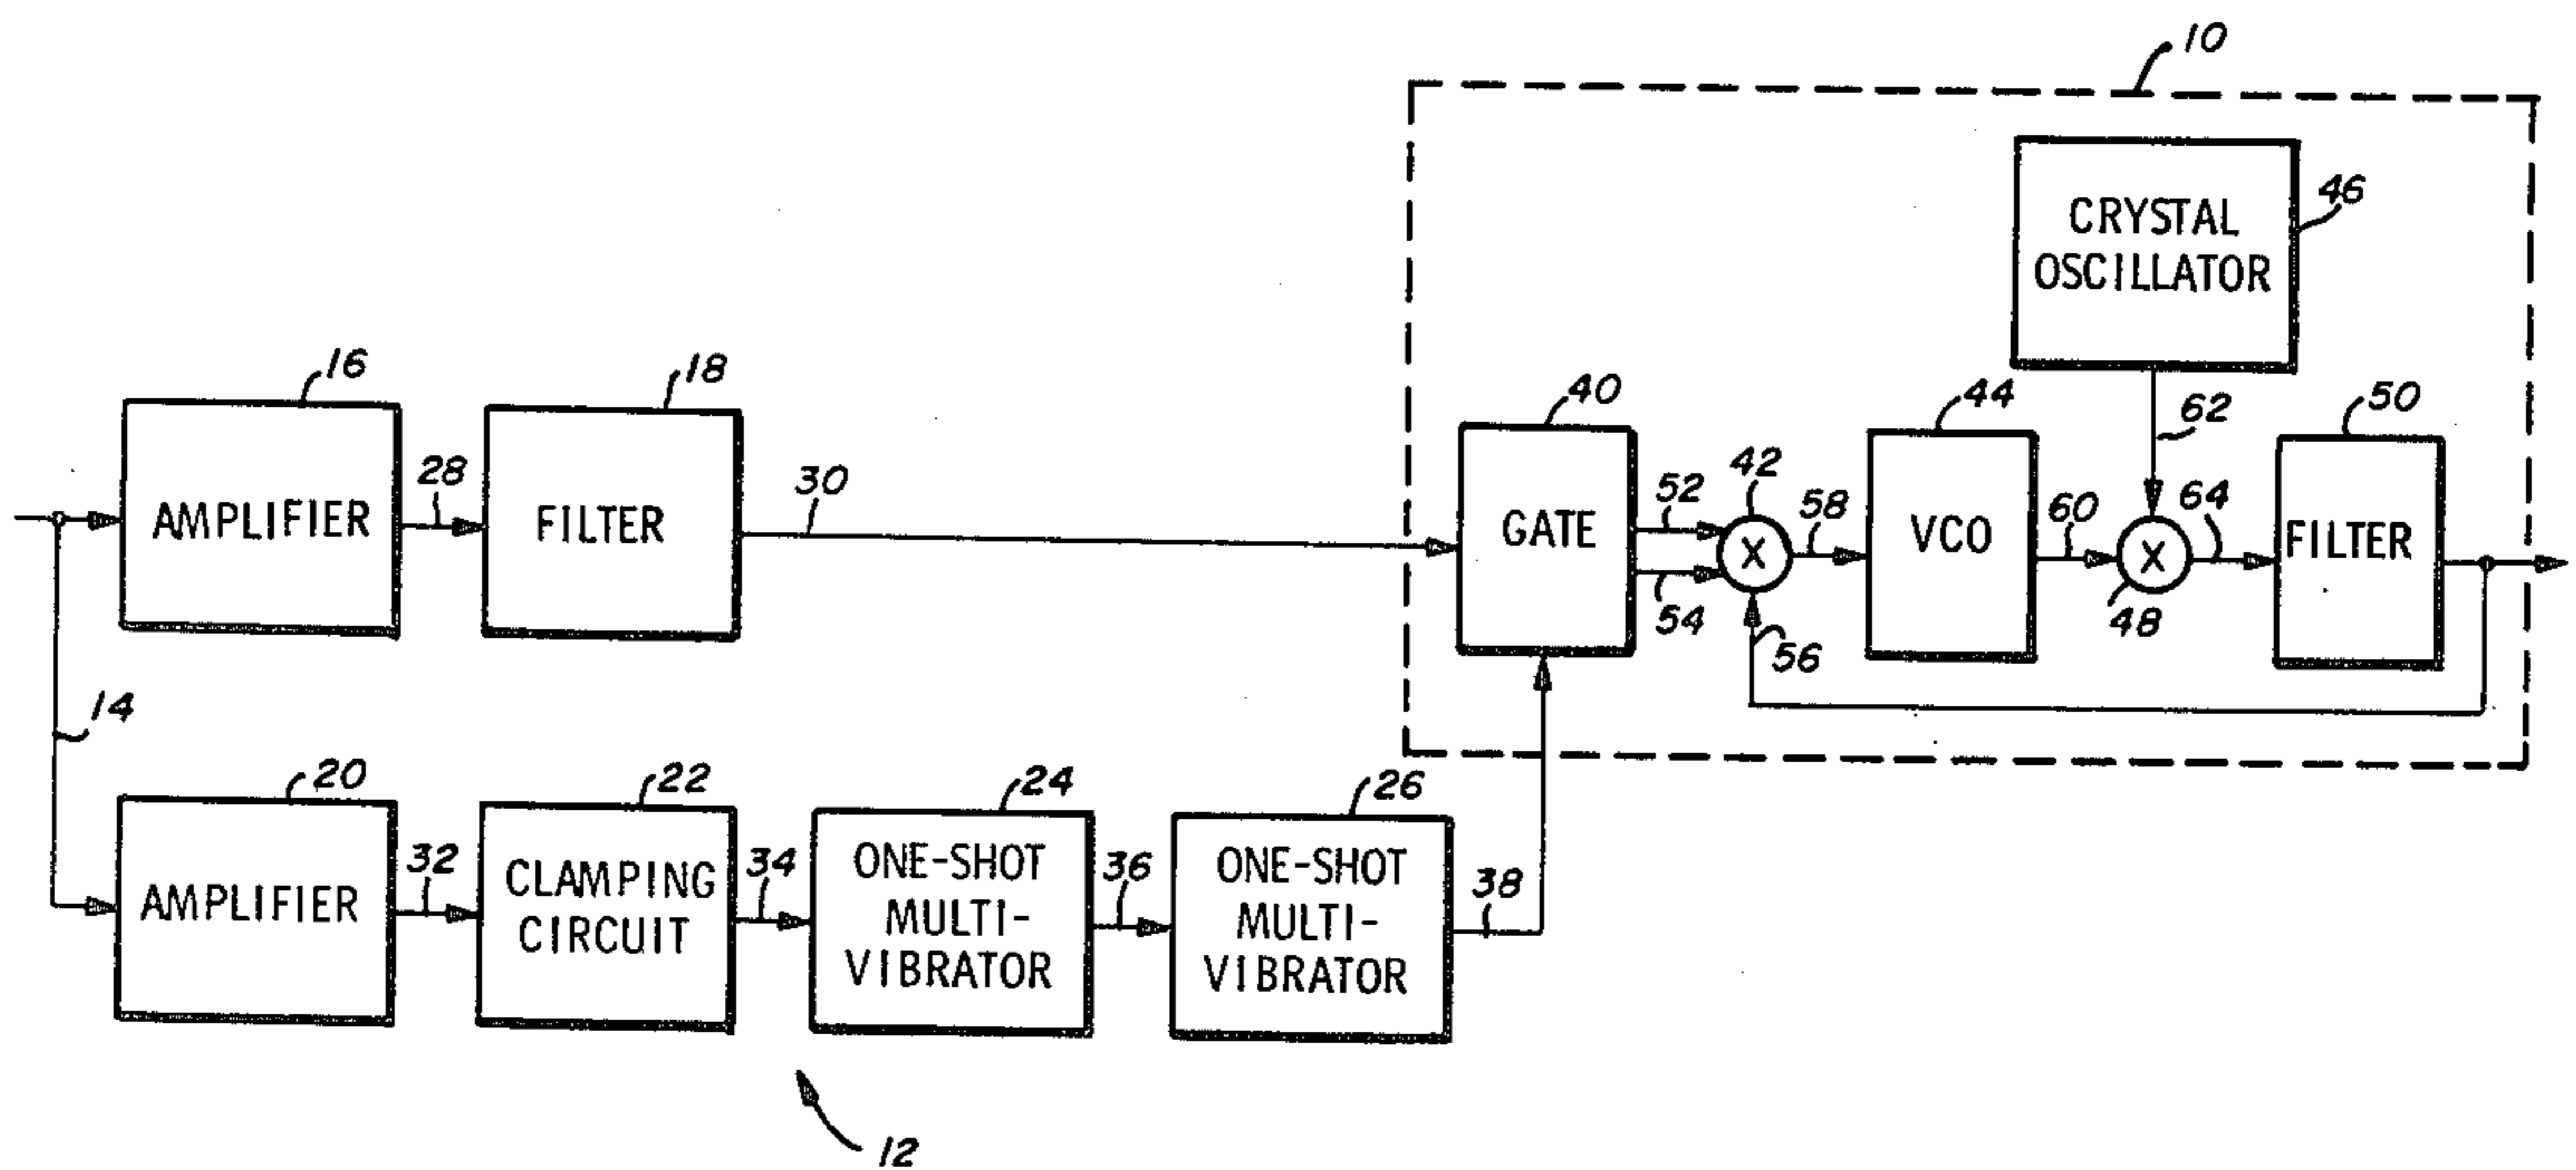 10
CRYSTAL
OSCILLATOR
46
16
18
40
44
62
50
AMPLIFIER
28
FILTER
30
GATE
52
54
42
X
58
VCO
60
X
48
64
FILTER
56
14
20
22
24
26
AMPLIFIER
32
CLAMPING
CIRCUIT
34
ONE-SHOT
MULTI-
VIBRATOR
36
ONE-SHOT
MULTI-
VIBRATOR
38
12